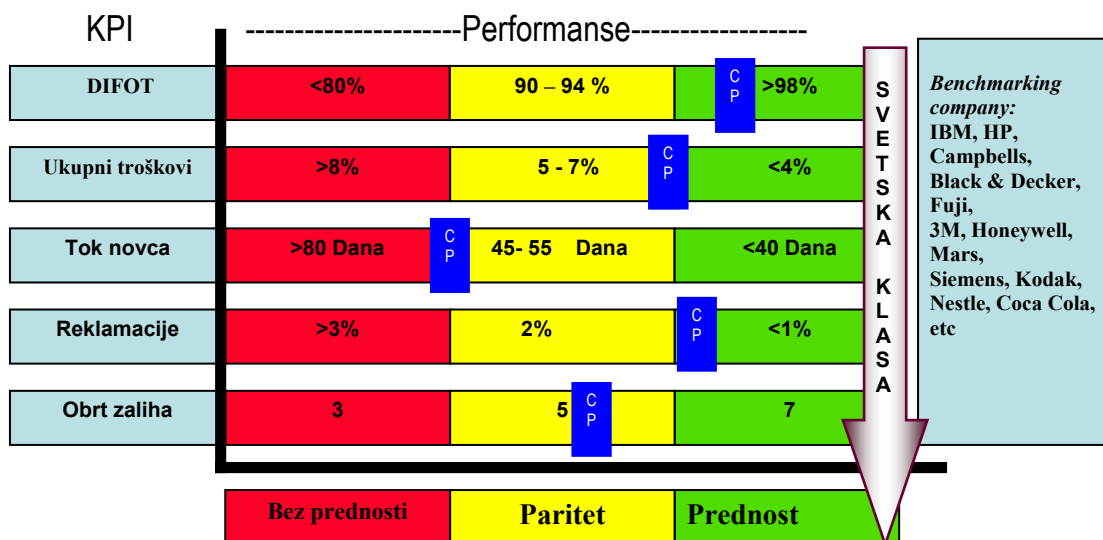 KPI
----------------------Performanse------------------
DIFOT
<80%
90 – 94 %
C
P
>98%
Ukupni troškovi
>8%
5 - 7%
C
P
<4%
Tok novca
>80 Dana
C
P
45- 55 Dana
<40 Dana
Reklamacije
>3%
2%
C
P
<1%
Obrt zaliha
3
5
C
P
7
Bez prednosti
Paritet
Prednost
SVETSKA KLASA
Benchmarking
company:
IBM, HP,
Campbells,
Black & Decker,
Fuji,
3M, Honeywell,
Mars,
Siemens, Kodak,
Nestle, Coca Cola,
etc